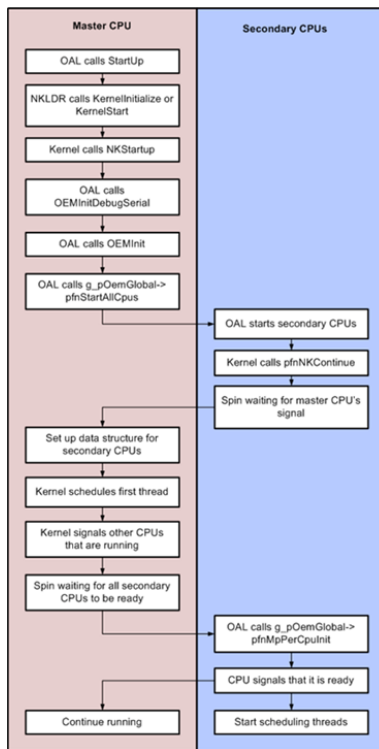 Master CPU
Secondary CPUs
OAL calls StartUp
NKLDR calls KernelInitialize or
KernelStart
Kernel calls NKStartup
OAL calls
OEMInitDebugSerial
OAL calls OEMInit
OAL calls g_pOemGlobal->
pfnStartAllCpus
OAL starts secondary CPUs
Kernel calls pfnNKContinue
Spin waiting for master CPU's
signal
Set up data structure for
secondary CPUs
Kernel schedules first thread
Kernel signals other CPUs
that are running
Spin waiting for all secondary
CPUs to be ready
OAL calls g_pOemGlobal->
pfnMpPerCpuInit
CPU signals that it is ready
Continue running
Start scheduling threads